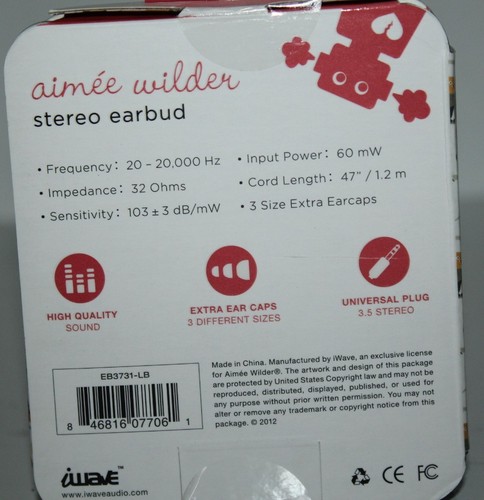 aimée wilder
stereo earbud
• Frequency: 20 - 20,000 Hz
• Impedance: 32 Ohms
• Sensitivity: 103 ± 3 dB/mW
• Input Power: 60 mW
• Cord Length: 47" / 1.2 m
• 3 Size Extra Earcaps
HIGH QUALITY
SOUND
EXTRA EAR CAPS
3 DIFFERENT SIZES
UNIVERSAL PLUG
3.5 STEREO
EB3731-LB
8 46816 07706 1
Made in China. Manufactured by iWave, an exclusive license
for Aimée Wilder®. The artwork and design of this package
are protected by United States Copyright law and may not be
reproduced, distributed, displayed, published, or used for
any purpose without prior written permission. You may not
alter or remove any trademark or copyright notice from this
package. © 2012
iwave™
www.iwaveaudio.com
CE FC